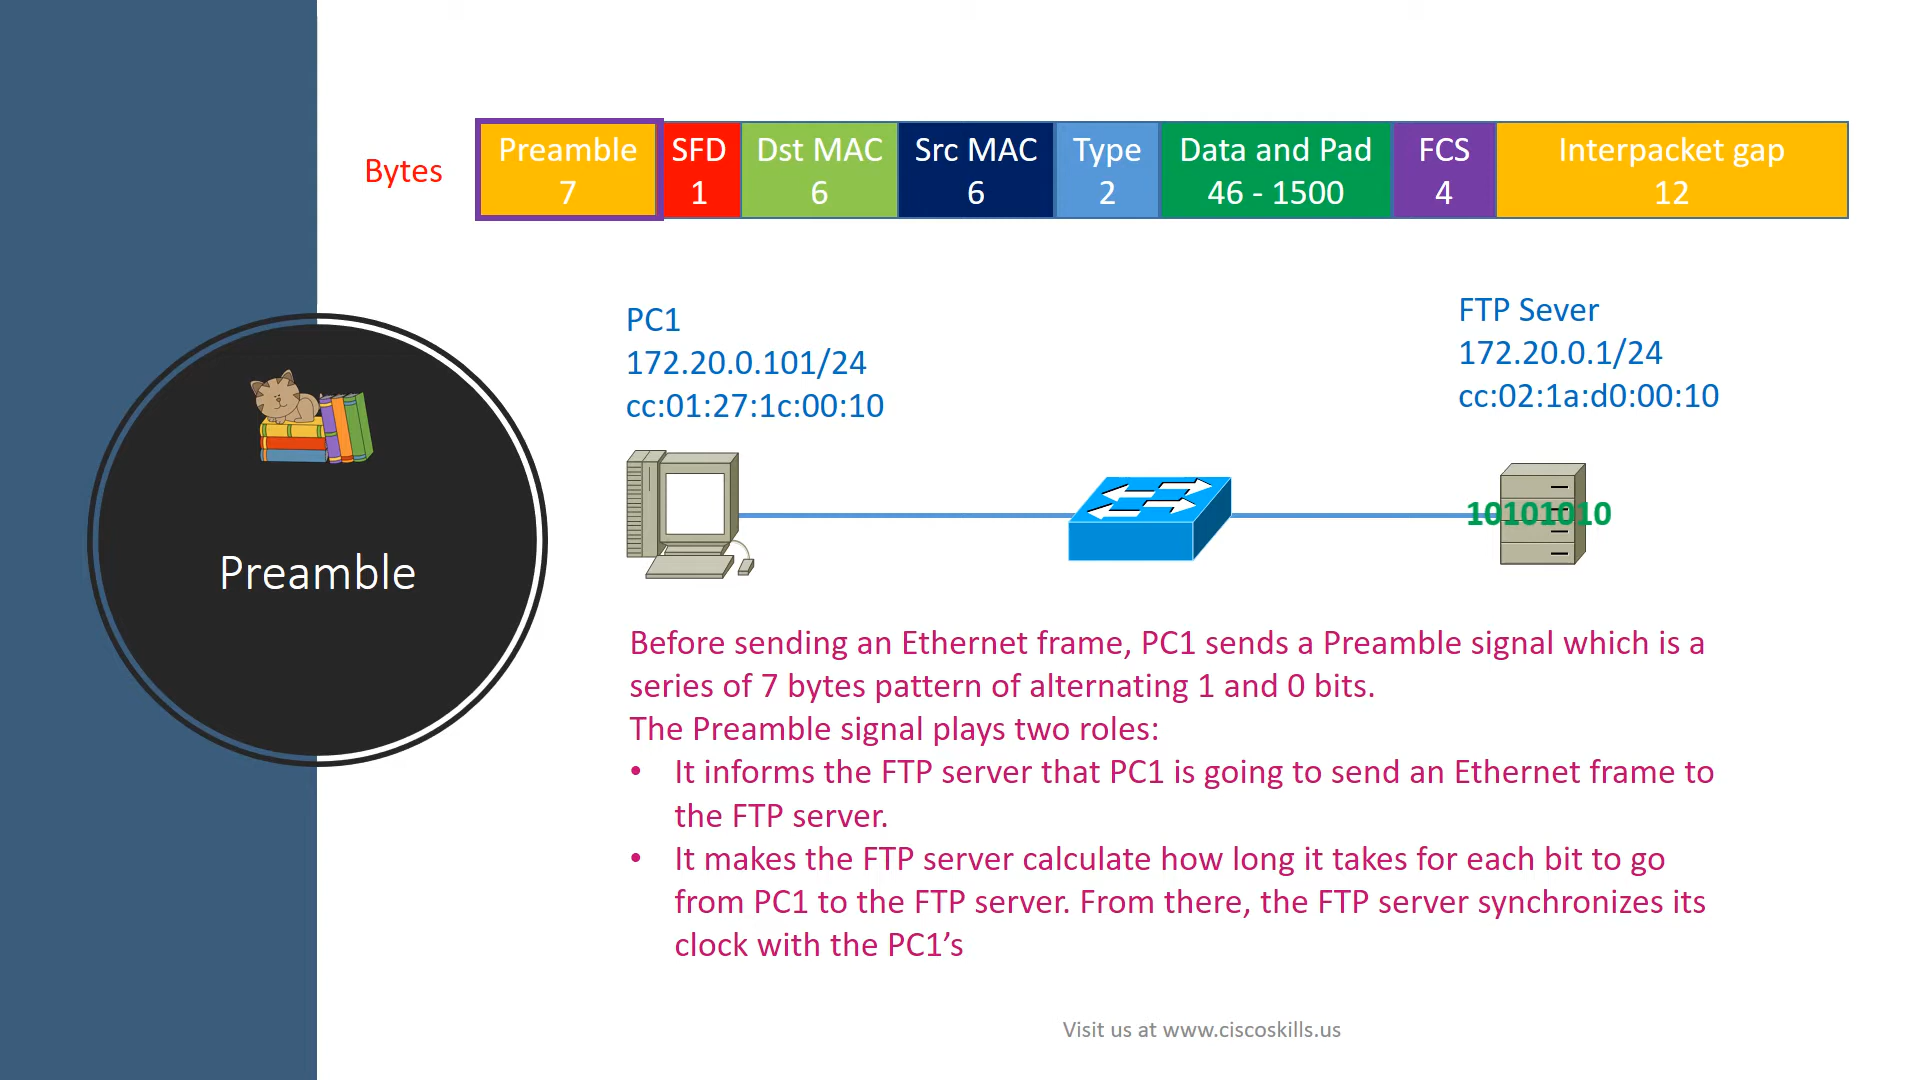 Bytes
Preamble SFD Dst MAC Src MAC Type Data and Pad FCS Interpacket gap
7 1 6 6 2 46 - 1500 4 12
PC1
172.20.0.101/24
cc:01:27:1c:00:10
FTP Sever
172.20.0.1/24
cc:02:1a:d0:00:10
10101010
Preamble
Before sending an Ethernet frame, PC1 sends a Preamble signal which is a
series of 7 bytes pattern of alternating 1 and 0 bits.
The Preamble signal plays two roles:
• It informs the FTP server that PC1 is going to send an Ethernet frame to
the FTP server.
• It makes the FTP server calculate how long it takes for each bit to go
from PC1 to the FTP server. From there, the FTP server synchronizes its
clock with the PC1’s
Visit us at www.ciscoskills.us